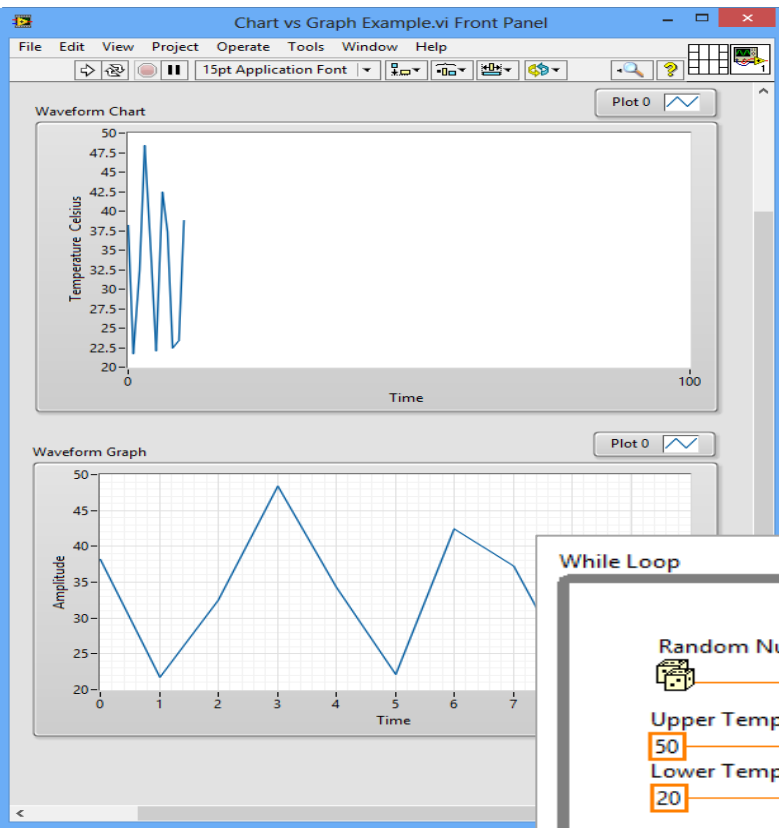 Chart vs Graph Example.vi Front Panel
File Edit View Project Operate Tools Window Help
15pt Application Font
1
Plot 0
Waveform Chart
50
47.5
45
42.5
40
37.5
35
32.5
30
27.5
25
22.5
20
Temperature Celsius
0 100
Time
Plot 0
Waveform Graph
50
45
40
35
30
25
20
Amplitude
0 1 2 3 4 5 6 7
Time
While Loop
Random Nu
Upper Temp
50
Lower Temp
20